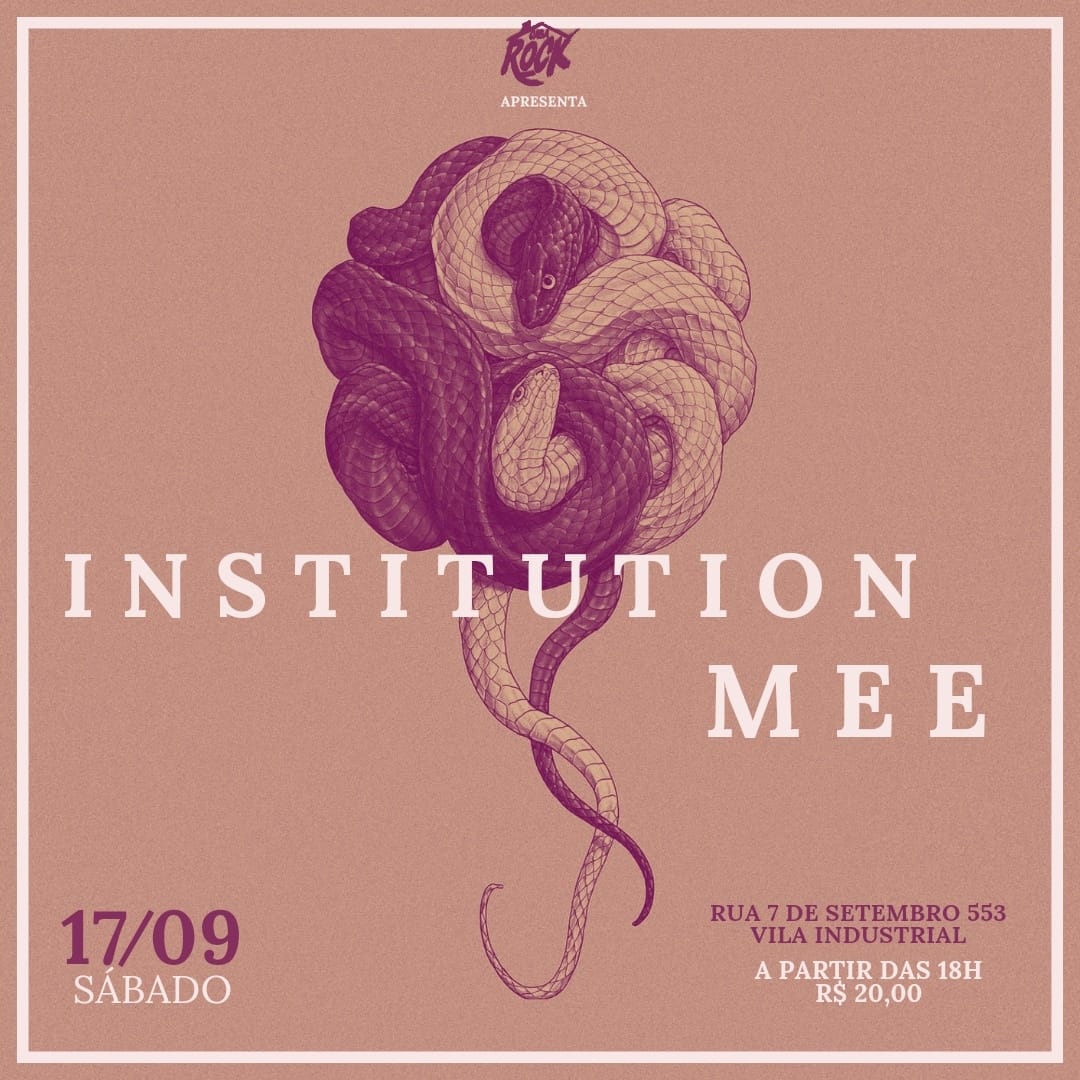 ROCK
APRESENTA
INSTITUTION
MEE
17/09
SÁBADO
RUA 7 DE SETEMBRO 553
VILA INDUSTRIAL
A PARTIR DAS 18H
R$ 20,00